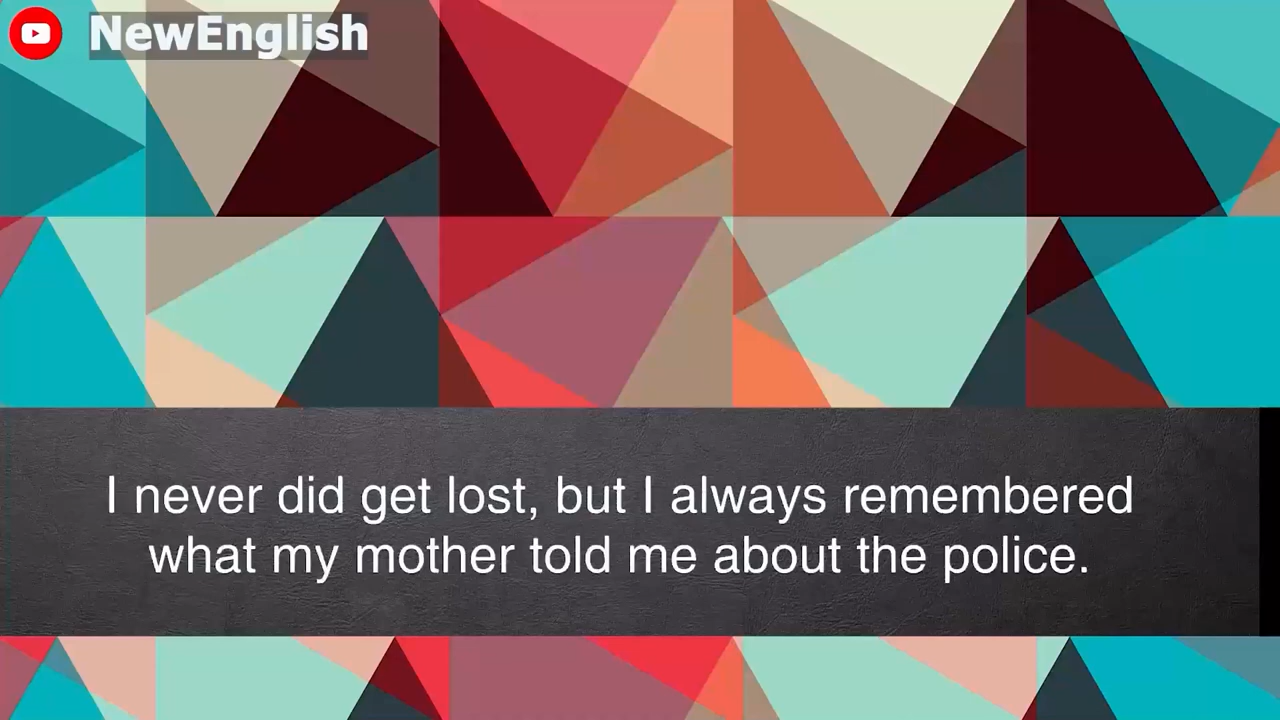 NewEnglish
I never did get lost, but I always remembered
what my mother told me about the police.